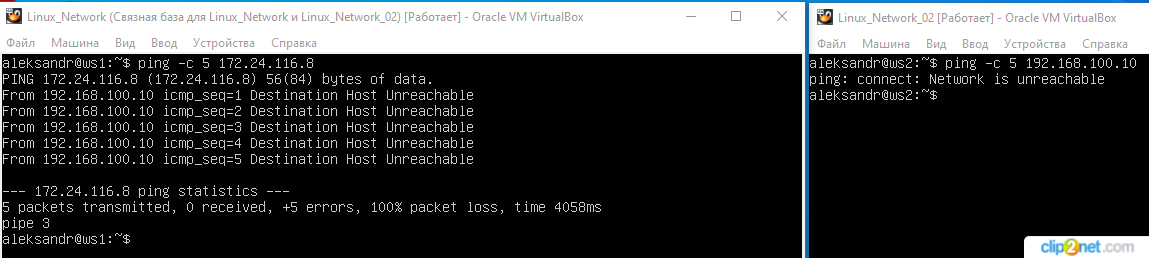 Linux_Network (Связная база для Linux_Network и Linux_Network_02) [Работает] - Oracle VM VirtualBox
Файл Машина Вид Ввод Устройства Справка
aleksandr@ws1:~$ ping -c 5 172.24.116.8
PING 172.24.116.8 (172.24.116.8) 56(84) bytes of data.
From 192.168.100.10 icmp_seq=1 Destination Host Unreachable
From 192.168.100.10 icmp_seq=2 Destination Host Unreachable
From 192.168.100.10 icmp_seq=3 Destination Host Unreachable
From 192.168.100.10 icmp_seq=4 Destination Host Unreachable
From 192.168.100.10 icmp_seq=5 Destination Host Unreachable
--- 172.24.116.8 ping statistics ---
5 packets transmitted, 0 received, +5 errors, 100% packet loss, time 4058ms
pipe 3
aleksandr@ws1:~$
Linux_Network_02 [Работает] - Oracle VM VirtualBox
Файл Машина Вид Ввод Устройства Справка
aleksandr@ws2:~$ ping -c 5 192.168.100.10
ping: connect: Network is unreachable
aleksandr@ws2:~$
clip2net.com